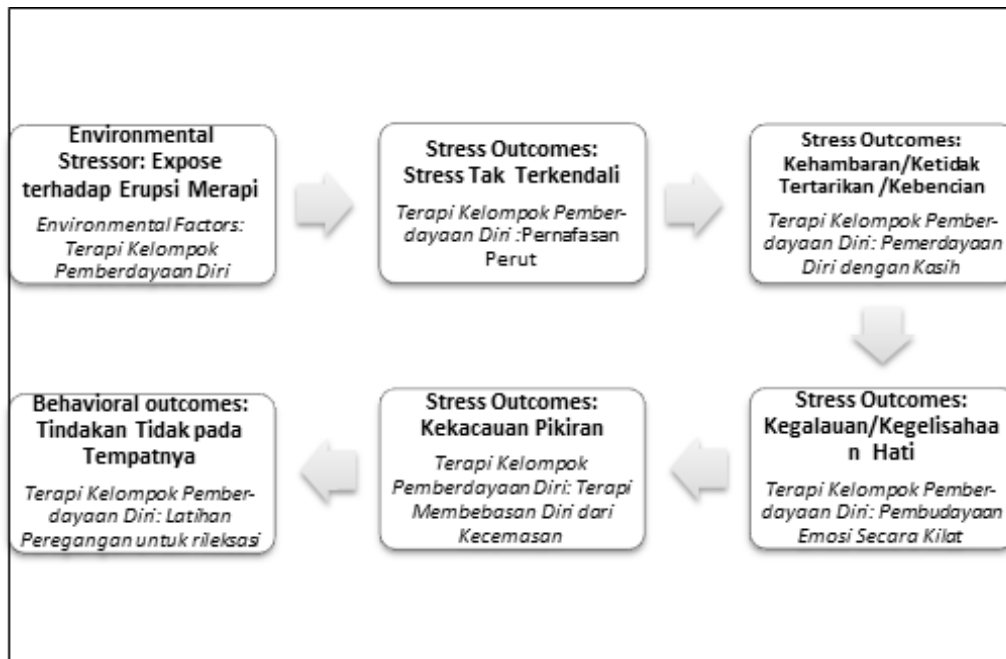 Environmental
Stressor: Expose
terhadap Erupsi Merapi
Environmental Factors:
Terapi Kelompok
Pemberdayaan Diri
Stress Outcomes:
Stress Tak Terkendali
Terapi Kelompok Pember-
dayaan Diri :Pernafasan
Perut
Stress Outcomes:
Kehambaran/Ketidak
Tertarikan /Kebencian
Terapi Kelompok Pember-
dayaan Diri: Pemerdayaan
Diri dengan Kasih
Stress Outcomes:
Kegalauan/Kegelisahaa
n Hati
Terapi Kelompok Pember-
dayaan Diri: Pembudayaan
Emosi Secara Kilat
Stress Outcomes:
Kekacauan Pikiran
Terapi Kelompok
Pemberdayaan Diri: Terapi
Membebasan Diri dari
Kecemasan
Behavioral outcomes:
Tindakan Tidak pada
Tempatnya
Terapi Kelompok Pember-
dayaan Diri: Latihan
Peregangan untuk rileksasi